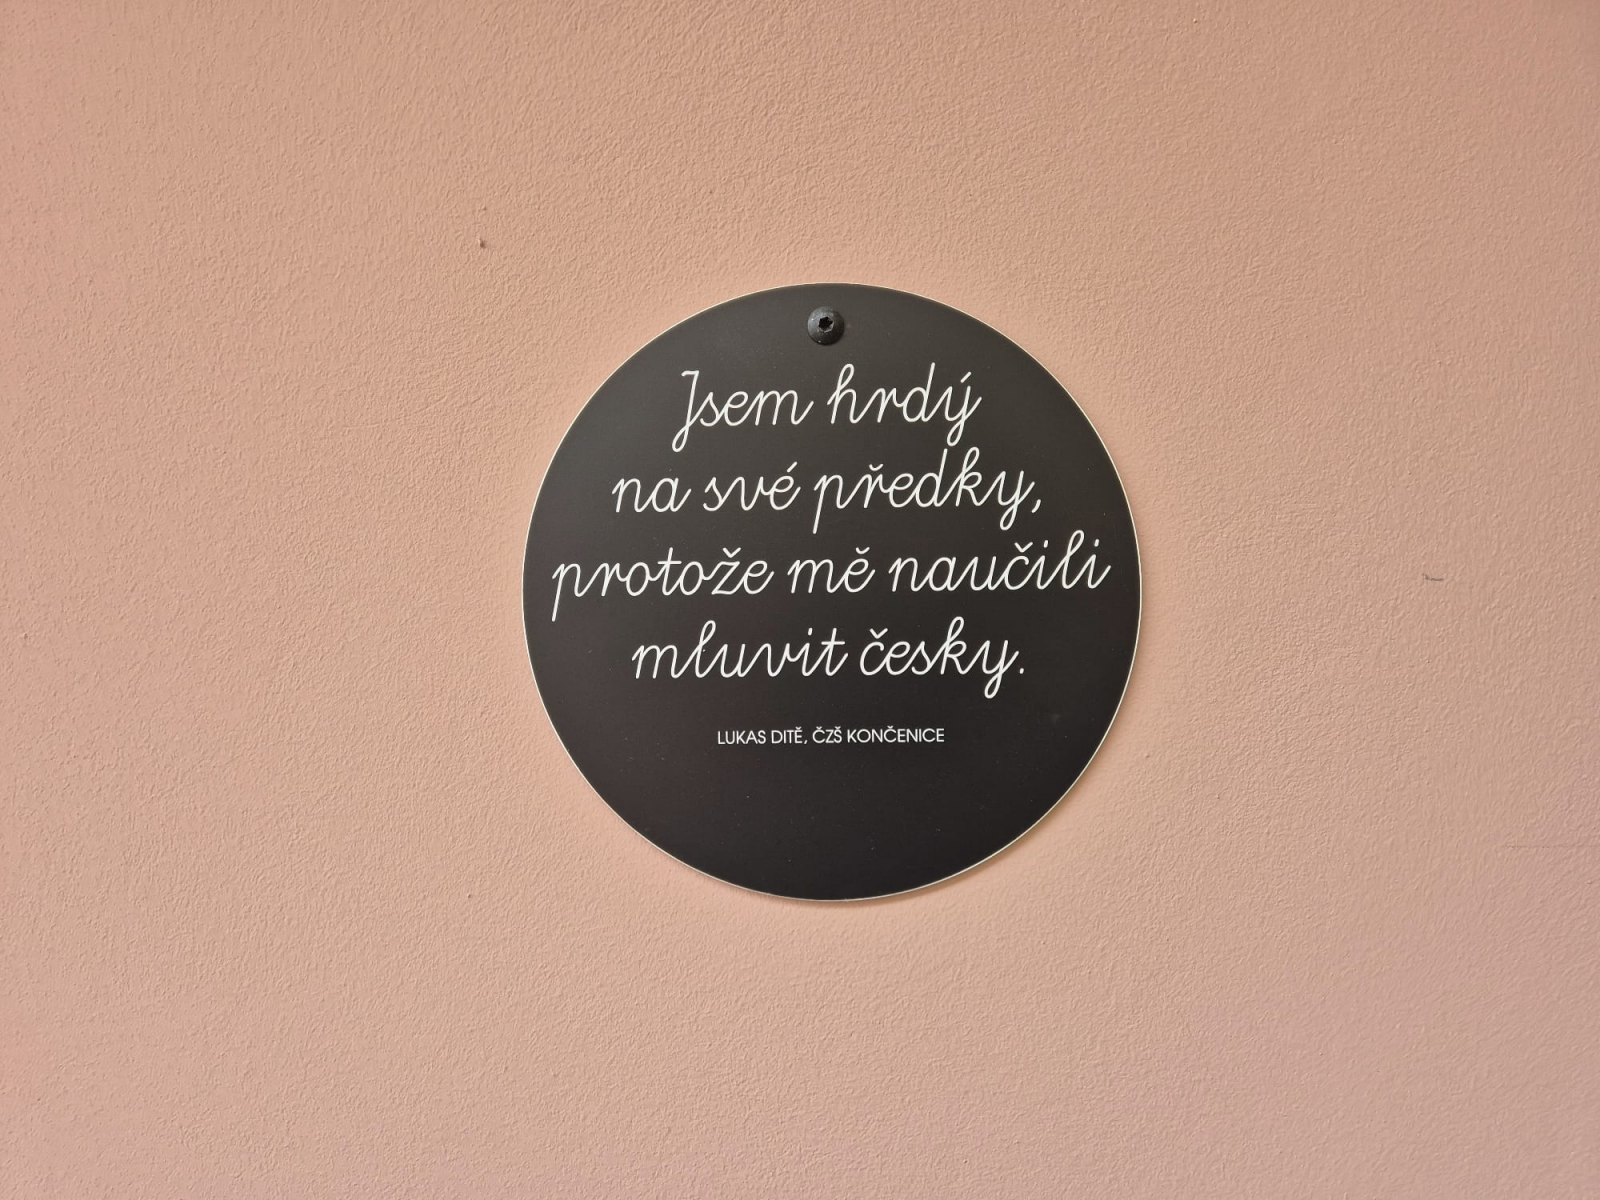 Jsem hrdý
na své předky,
protože mě naučili
mluvit česky.
LUKAS DITĚ, ČZŠ KONČENICE